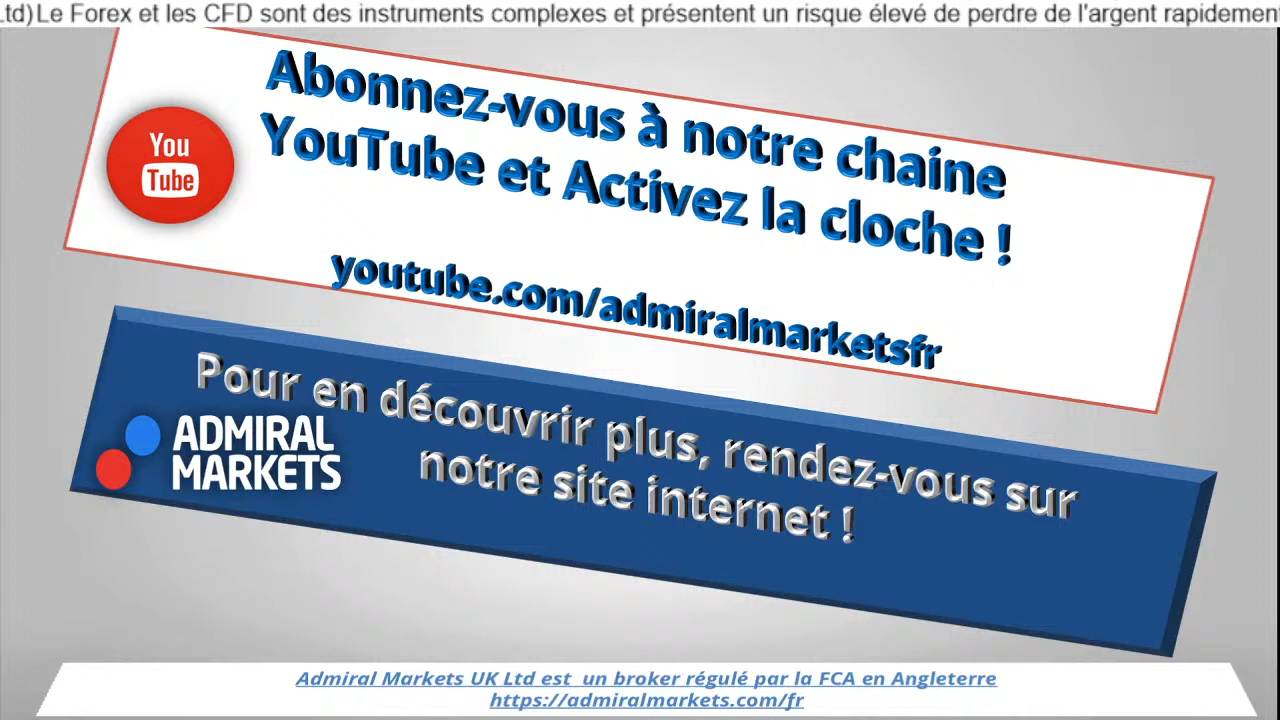 .td) Le Forex et les CFD sont des instruments complexes et présentent un risque élevé de perdre de l'argent rapidement
Abonnez-vous à notre chaine
YouTube et Activez la cloche !
You
Tube
youtube.com/admiralmarketsfr
Pour en découvrir plus, rendez-vous sur
notre site internet !
ADMIRAL
MARKETS
Admiral Markets UK Ltd est un broker régulé par la FCA en Angleterre
https://admiralmarkets.com/fr